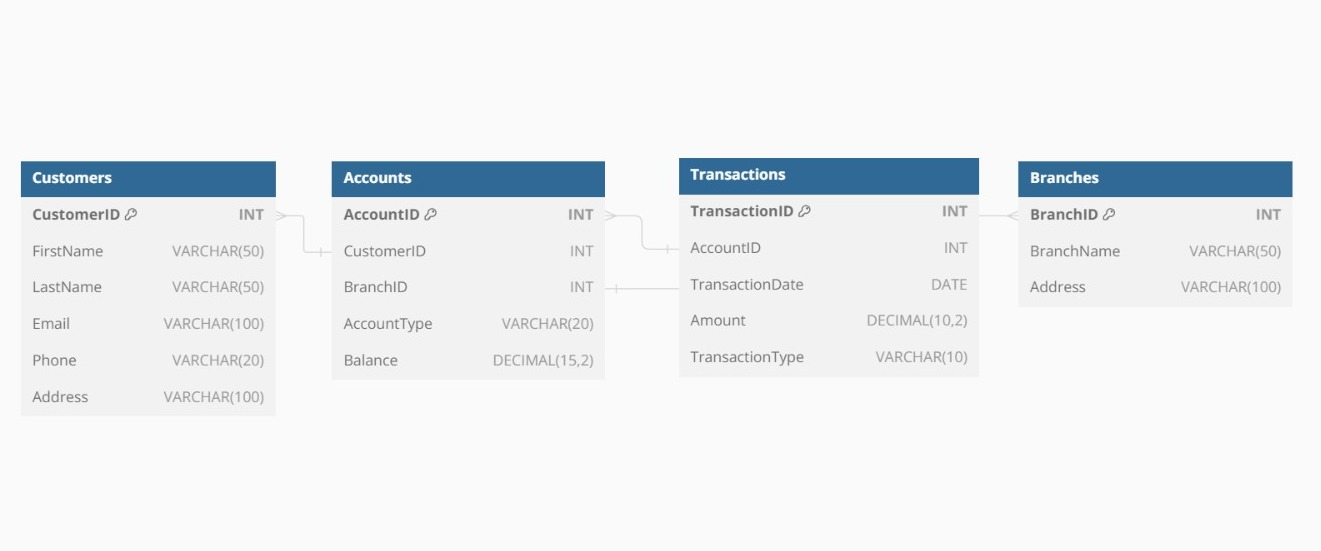 Customers
CustomerID INT
FirstName VARCHAR(50)
LastName VARCHAR(50)
Email VARCHAR(100)
Phone VARCHAR(20)
Address VARCHAR(100)
Accounts
AccountID INT
CustomerID INT
BranchID INT
AccountType VARCHAR(20)
Balance DECIMAL(15,2)
Transactions
TransactionID INT
AccountID INT
TransactionDate DATE
Amount DECIMAL(10,2)
TransactionType VARCHAR(10)
Branches
BranchID INT
BranchName VARCHAR(50)
Address VARCHAR(100)